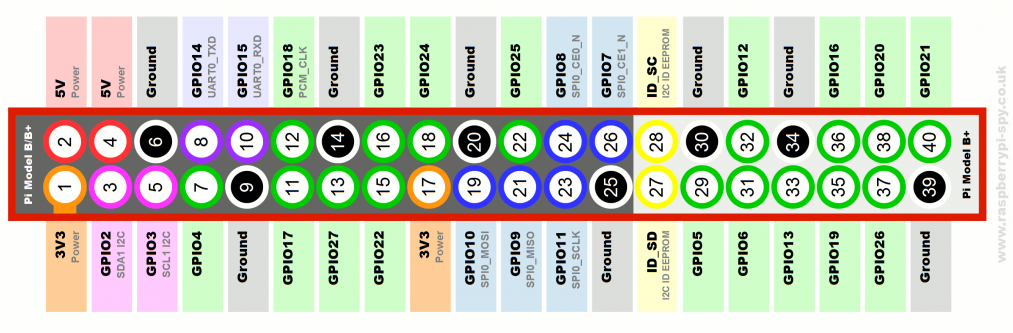 5V
Power
5V
Power
Ground
GPIO14
UART0_TXD
GPIO15
UART0_RXD
GPIO18
PCM_CLK
Ground
GPIO23
GPIO24
Ground
GPIO25
GPIO8
SPI0_CE0_N
GPIO7
SPI0_CE1_N
ID_SC
I2C ID EEPROM
Ground
GPIO12
Ground
GPIO16
GPIO20
GPIO21
Pi Model B/B+
2 4 6 8 10 12 14 16 18 20 22 24 26 28 30 32 34 36 38 40
1 3 5 7 9 11 13 15 17 19 21 23 25 27 29 31 33 35 37 39
Pi Model B+
3V3
Power
GPIO2
SDA1 I2C
GPIO3
SCL1 I2C
GPIO4
Ground
GPIO17
GPIO27
GPIO22
3V3
Power
GPIO10
SPI0_MOSI
GPIO9
SPI0_MISO
GPIO11
SPI0_SCLK
Ground
ID_SD
I2C ID EEPROM
GPIO5
GPIO6
GPIO13
GPIO19
GPIO26
Ground
www.raspberrypi-spy.co.uk